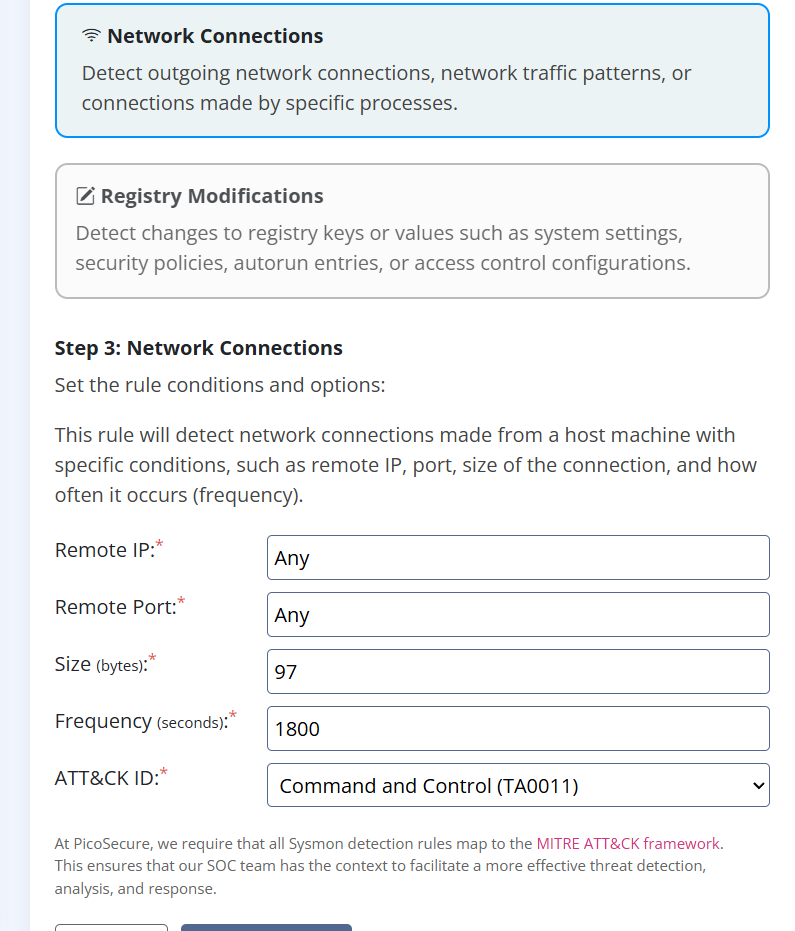 Network Connections
Detect outgoing network connections, network traffic patterns, or
connections made by specific processes.
Registry Modifications
Detect changes to registry keys or values such as system settings,
security policies, autorun entries, or access control configurations.
Step 3: Network Connections
Set the rule conditions and options:
This rule will detect network connections made from a host machine with
specific conditions, such as remote IP, port, size of the connection, and how
often it occurs (frequency).
Remote IP:* Any
Remote Port:* Any
Size (bytes):* 97
Frequency (seconds):* 1800
ATT&CK ID:* Command and Control (TA0011)
At PicoSecure, we require that all Sysmon detection rules map to the MITRE ATT&CK framework.
This ensures that our SOC team has the context to facilitate a more effective threat detection,
analysis, and response.